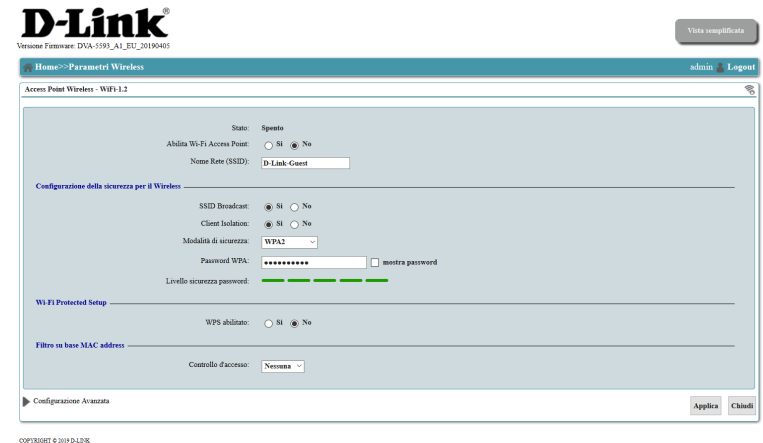 D-Link®
Versione Firmware: DVA-5593_A1_EU_20190405
Vista semplificata
Home>>Parametri Wireless
admin Logout
Access Point Wireless - WiFi-1.2
Stato: Spento
Abilita Wi-Fi Access Point: Si No
Nome Rete (SSID): D-Link-Guest
Configurazione della sicurezza per il Wireless
SSID Broadcast: Si No
Client Isolation: Si No
Modalità di sicurezza: WPA2
Password WPA: •••••••••• mostra password
Livello sicurezza password:
Wi-Fi Protected Setup
WPS abilitato: Si No
Filtro su base MAC address
Controllo d'accesso: Nessuna
Configurazione Avanzata
Applica Chiudi
COPYRIGHT © 2019 D-LINK